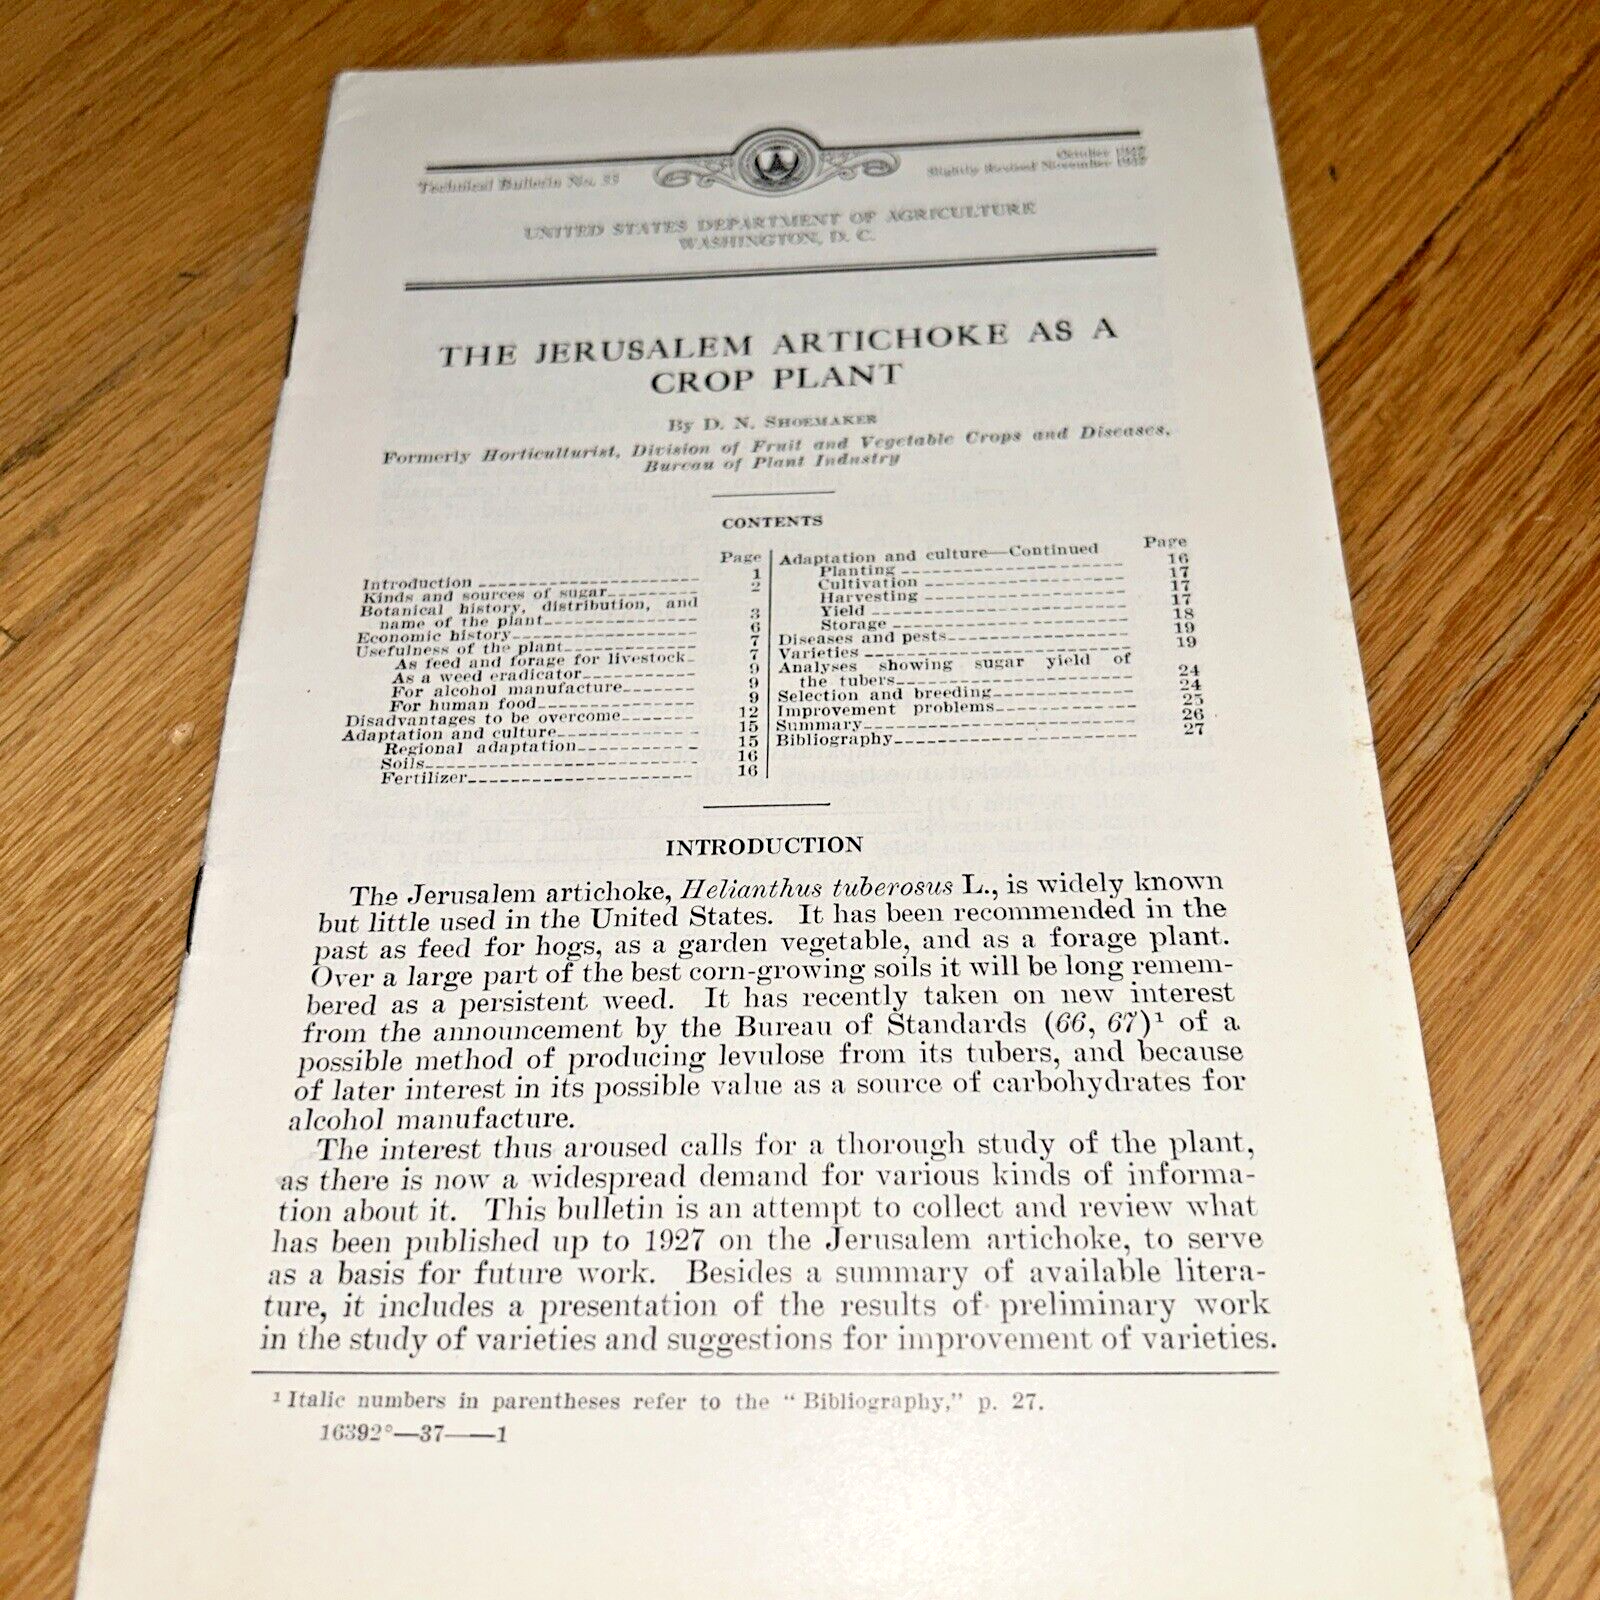 Technical Bulletin No. 33
October 1927
Slightly Revised November 1937
UNITED STATES DEPARTMENT OF AGRICULTURE
WASHINGTON, D. C.
THE JERUSALEM ARTICHOKE AS A
CROP PLANT
By D. N. SHOEMAKER
Formerly Horticulturist, Division of Fruit and Vegetable Crops and Diseases,
Bureau of Plant Industry
CONTENTS
Page
Introduction 1
Kinds and sources of sugar 2
Botanical history, distribution, and
name of the plant 3
Economic history 6
Usefulness of the plant 7
As feed and forage for livestock 7
As a weed eradicator 9
For alcohol manufacture 9
For human food 9
Disadvantages to be overcome 12
Adaptation and culture 15
Regional adaptation 15
Soils 16
Fertilizer 16
Page
Adaptation and culture—Continued
Planting 16
Cultivation 17
Harvesting 17
Yield 17
Storage 18
Diseases and pests 19
Varieties 19
Analyses showing sugar yield of
the tubers 24
Selection and breeding 24
Improvement problems 25
Summary 26
Bibliography 27
INTRODUCTION
The Jerusalem artichoke, Helianthus tuberosus L., is widely known
but little used in the United States. It has been recommended in the
past as feed for hogs, as a garden vegetable, and as a forage plant.
Over a large part of the best corn-growing soils it will be long remem-
bered as a persistent weed. It has recently taken on new interest
from the announcement by the Bureau of Standards (66, 67)¹ of a
possible method of producing levulose from its tubers, and because
of later interest in its possible value as a source of carbohydrates for
alcohol manufacture.
The interest thus aroused calls for a thorough study of the plant,
as there is now a widespread demand for various kinds of informa-
tion about it. This bulletin is an attempt to collect and review what
has been published up to 1927 on the Jerusalem artichoke, to serve
as a basis for future work. Besides a summary of available litera-
ture, it includes a presentation of the results of preliminary work
in the study of varieties and suggestions for improvement of varieties.
¹ Italic numbers in parentheses refer to the "Bibliography," p. 27.
16392°—37——1